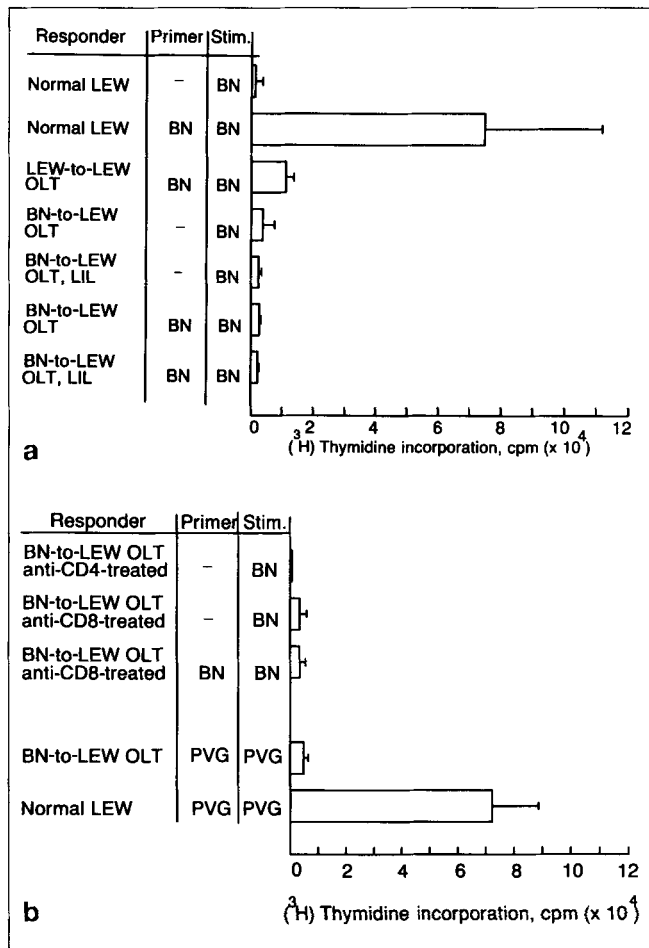 Responder Primer Stim.
Normal LEW – BN
Normal LEW BN BN
LEW-to-LEW
OLT BN BN
BN-to-LEW
OLT – BN
BN-to-LEW
OLT, LIL - BN
BN-to-LEW
OLT BN BN
BN-to-LEW
OLT, LIL BN BN
0 2 4 6 8 10 12
a
(³H) Thymidine incorporation, cpm (x 10⁴)
Responder Primer Stim.
BN-to-LEW OLT
anti-CD4-treated – BN
BN-to-LEW OLT
anti-CD8-treated – BN
BN-to-LEW OLT
anti-CD8-treated BN BN
BN-to-LEW OLT PVG PVG
Normal LEW PVG PVG
0 2 4 6 8 10 12
b
(³H) Thymidine incorporation, cpm (x 10⁴)